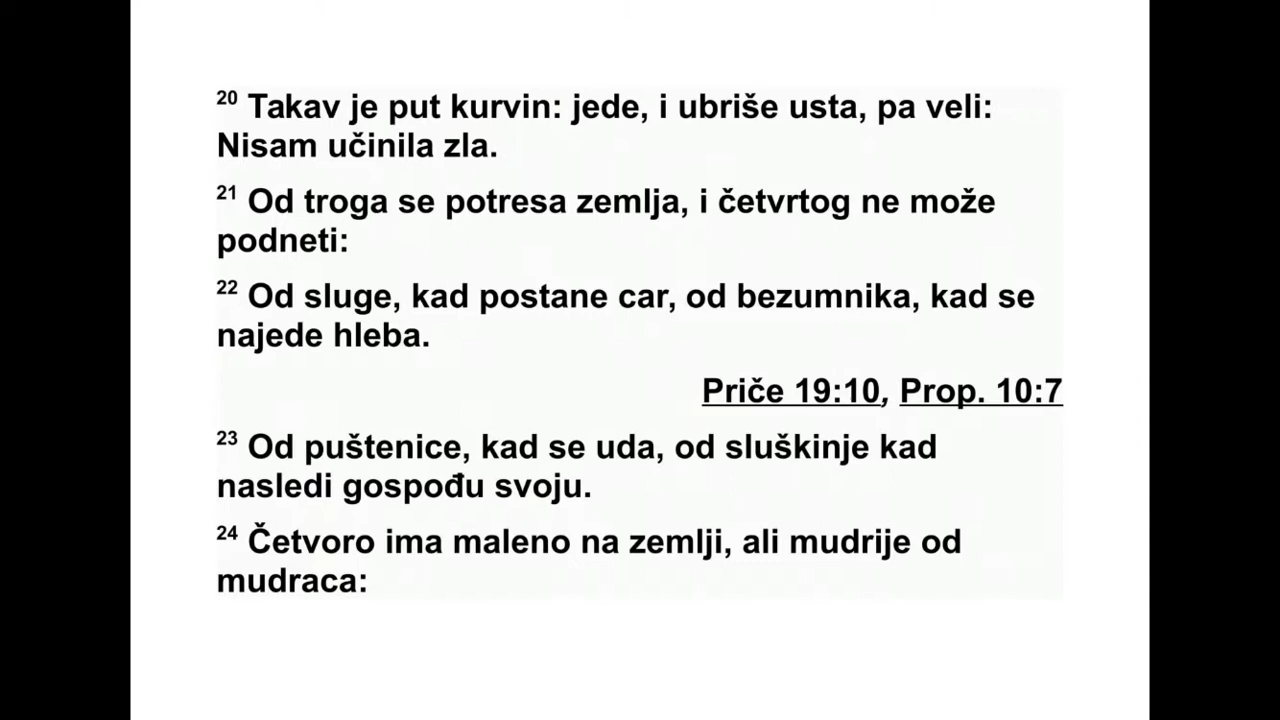 20 Takav je put kurvin: jede, i ubriše usta, pa veli:
Nisam učinila zla.
21 Od troga se potresa zemlja, i četvrtog ne može
podneti:
22 Od sluge, kad postane car, od bezumnika, kad se
najede hleba.
Priče 19:10, Prop. 10:7
23 Od puštenice, kad se uda, od sluškinje kad
nasledi gospođu svoju.
24 Četvoro ima maleno na zemlji, ali mudrije od
mudraca: